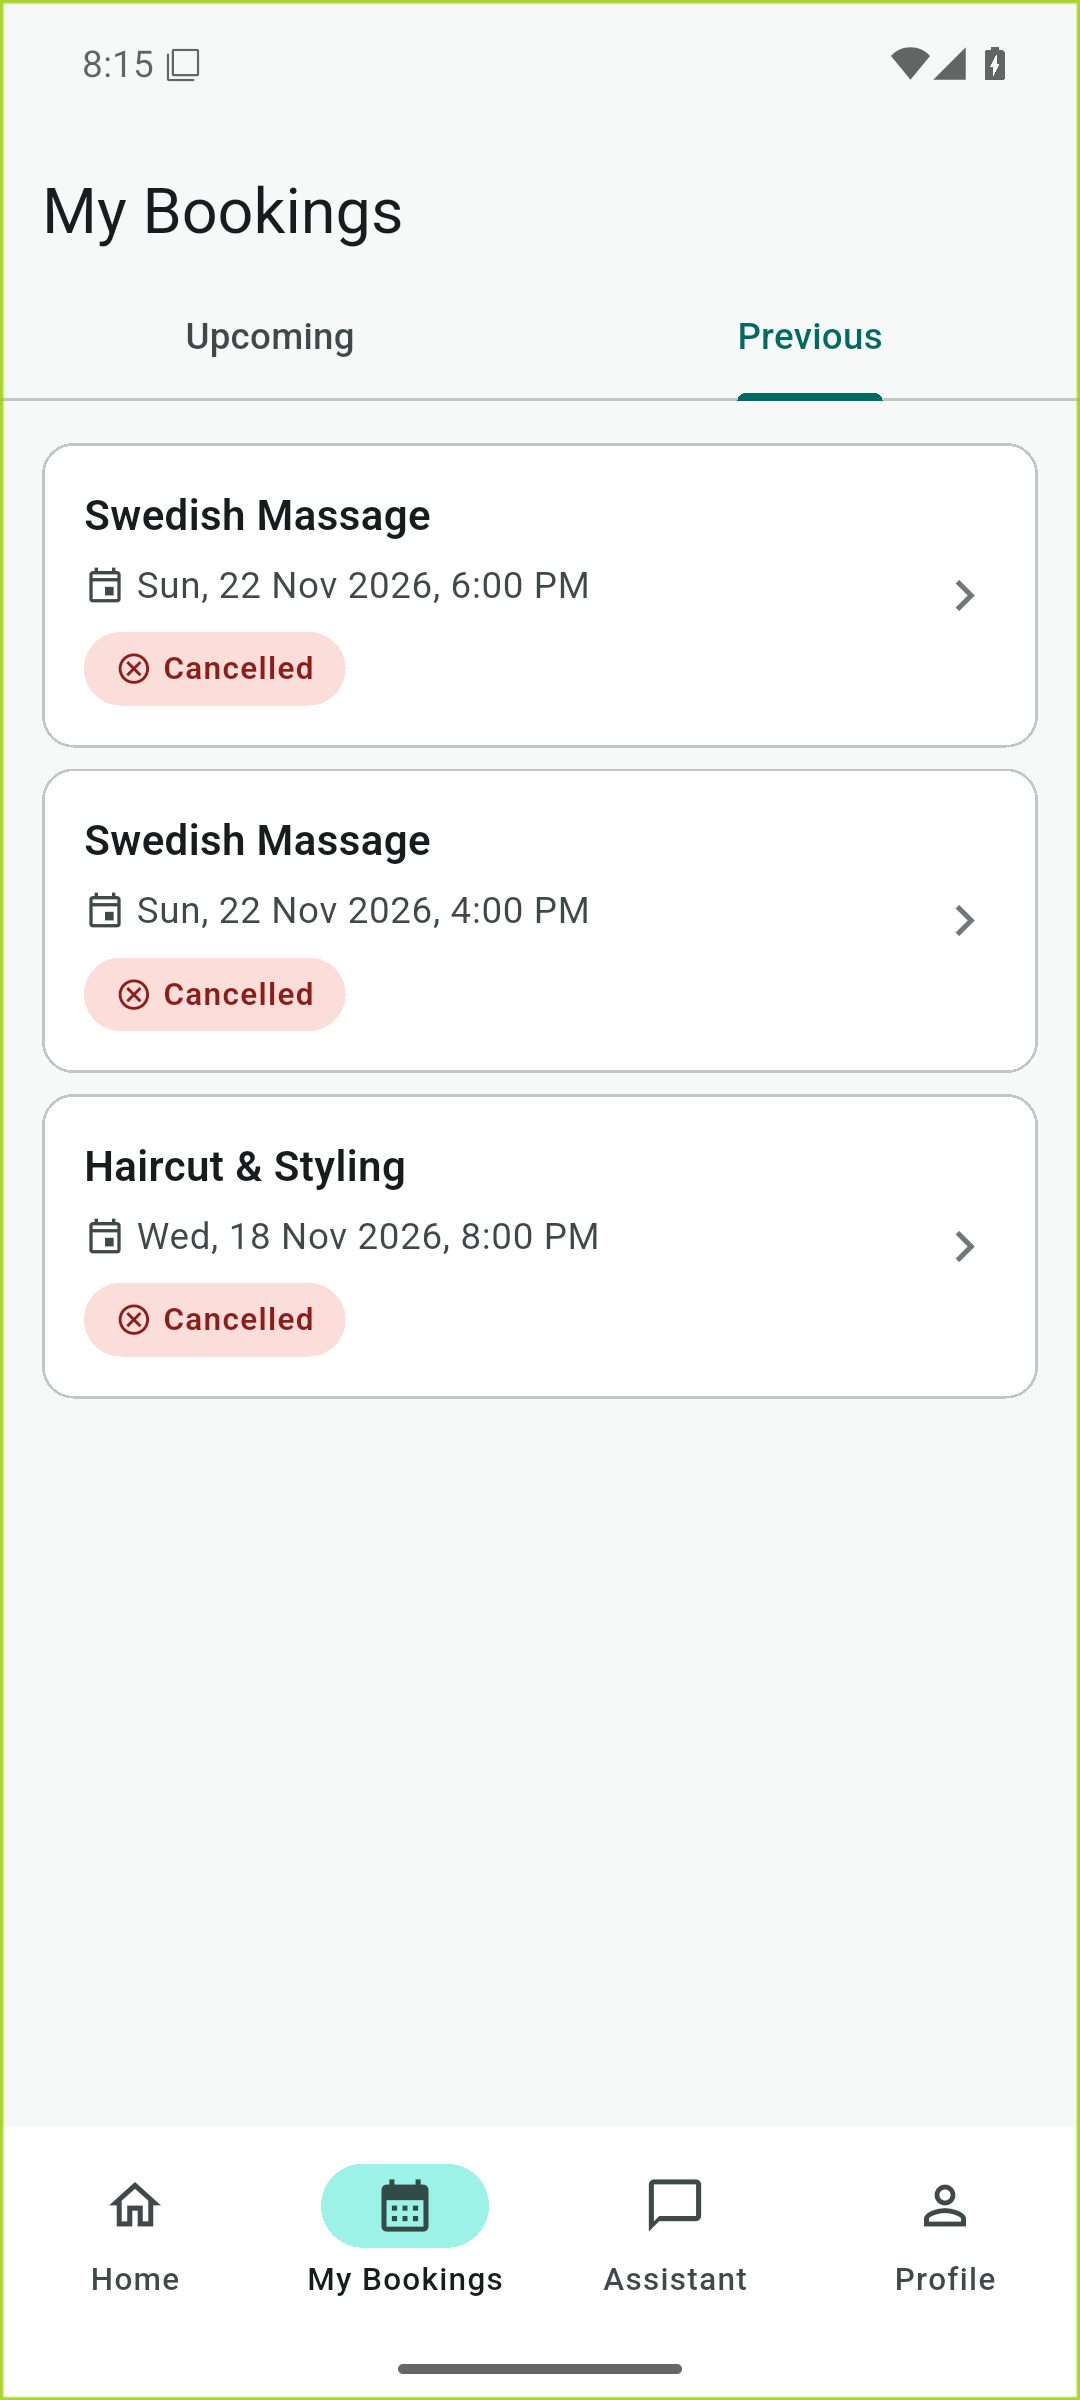 8:15
My Bookings
Upcoming
Previous
Swedish Massage
Sun, 22 Nov 2026, 6:00 PM
Cancelled
Swedish Massage
Sun, 22 Nov 2026, 4:00 PM
Cancelled
Haircut & Styling
Wed, 18 Nov 2026, 8:00 PM
Cancelled
Home
My Bookings
Assistant
Profile